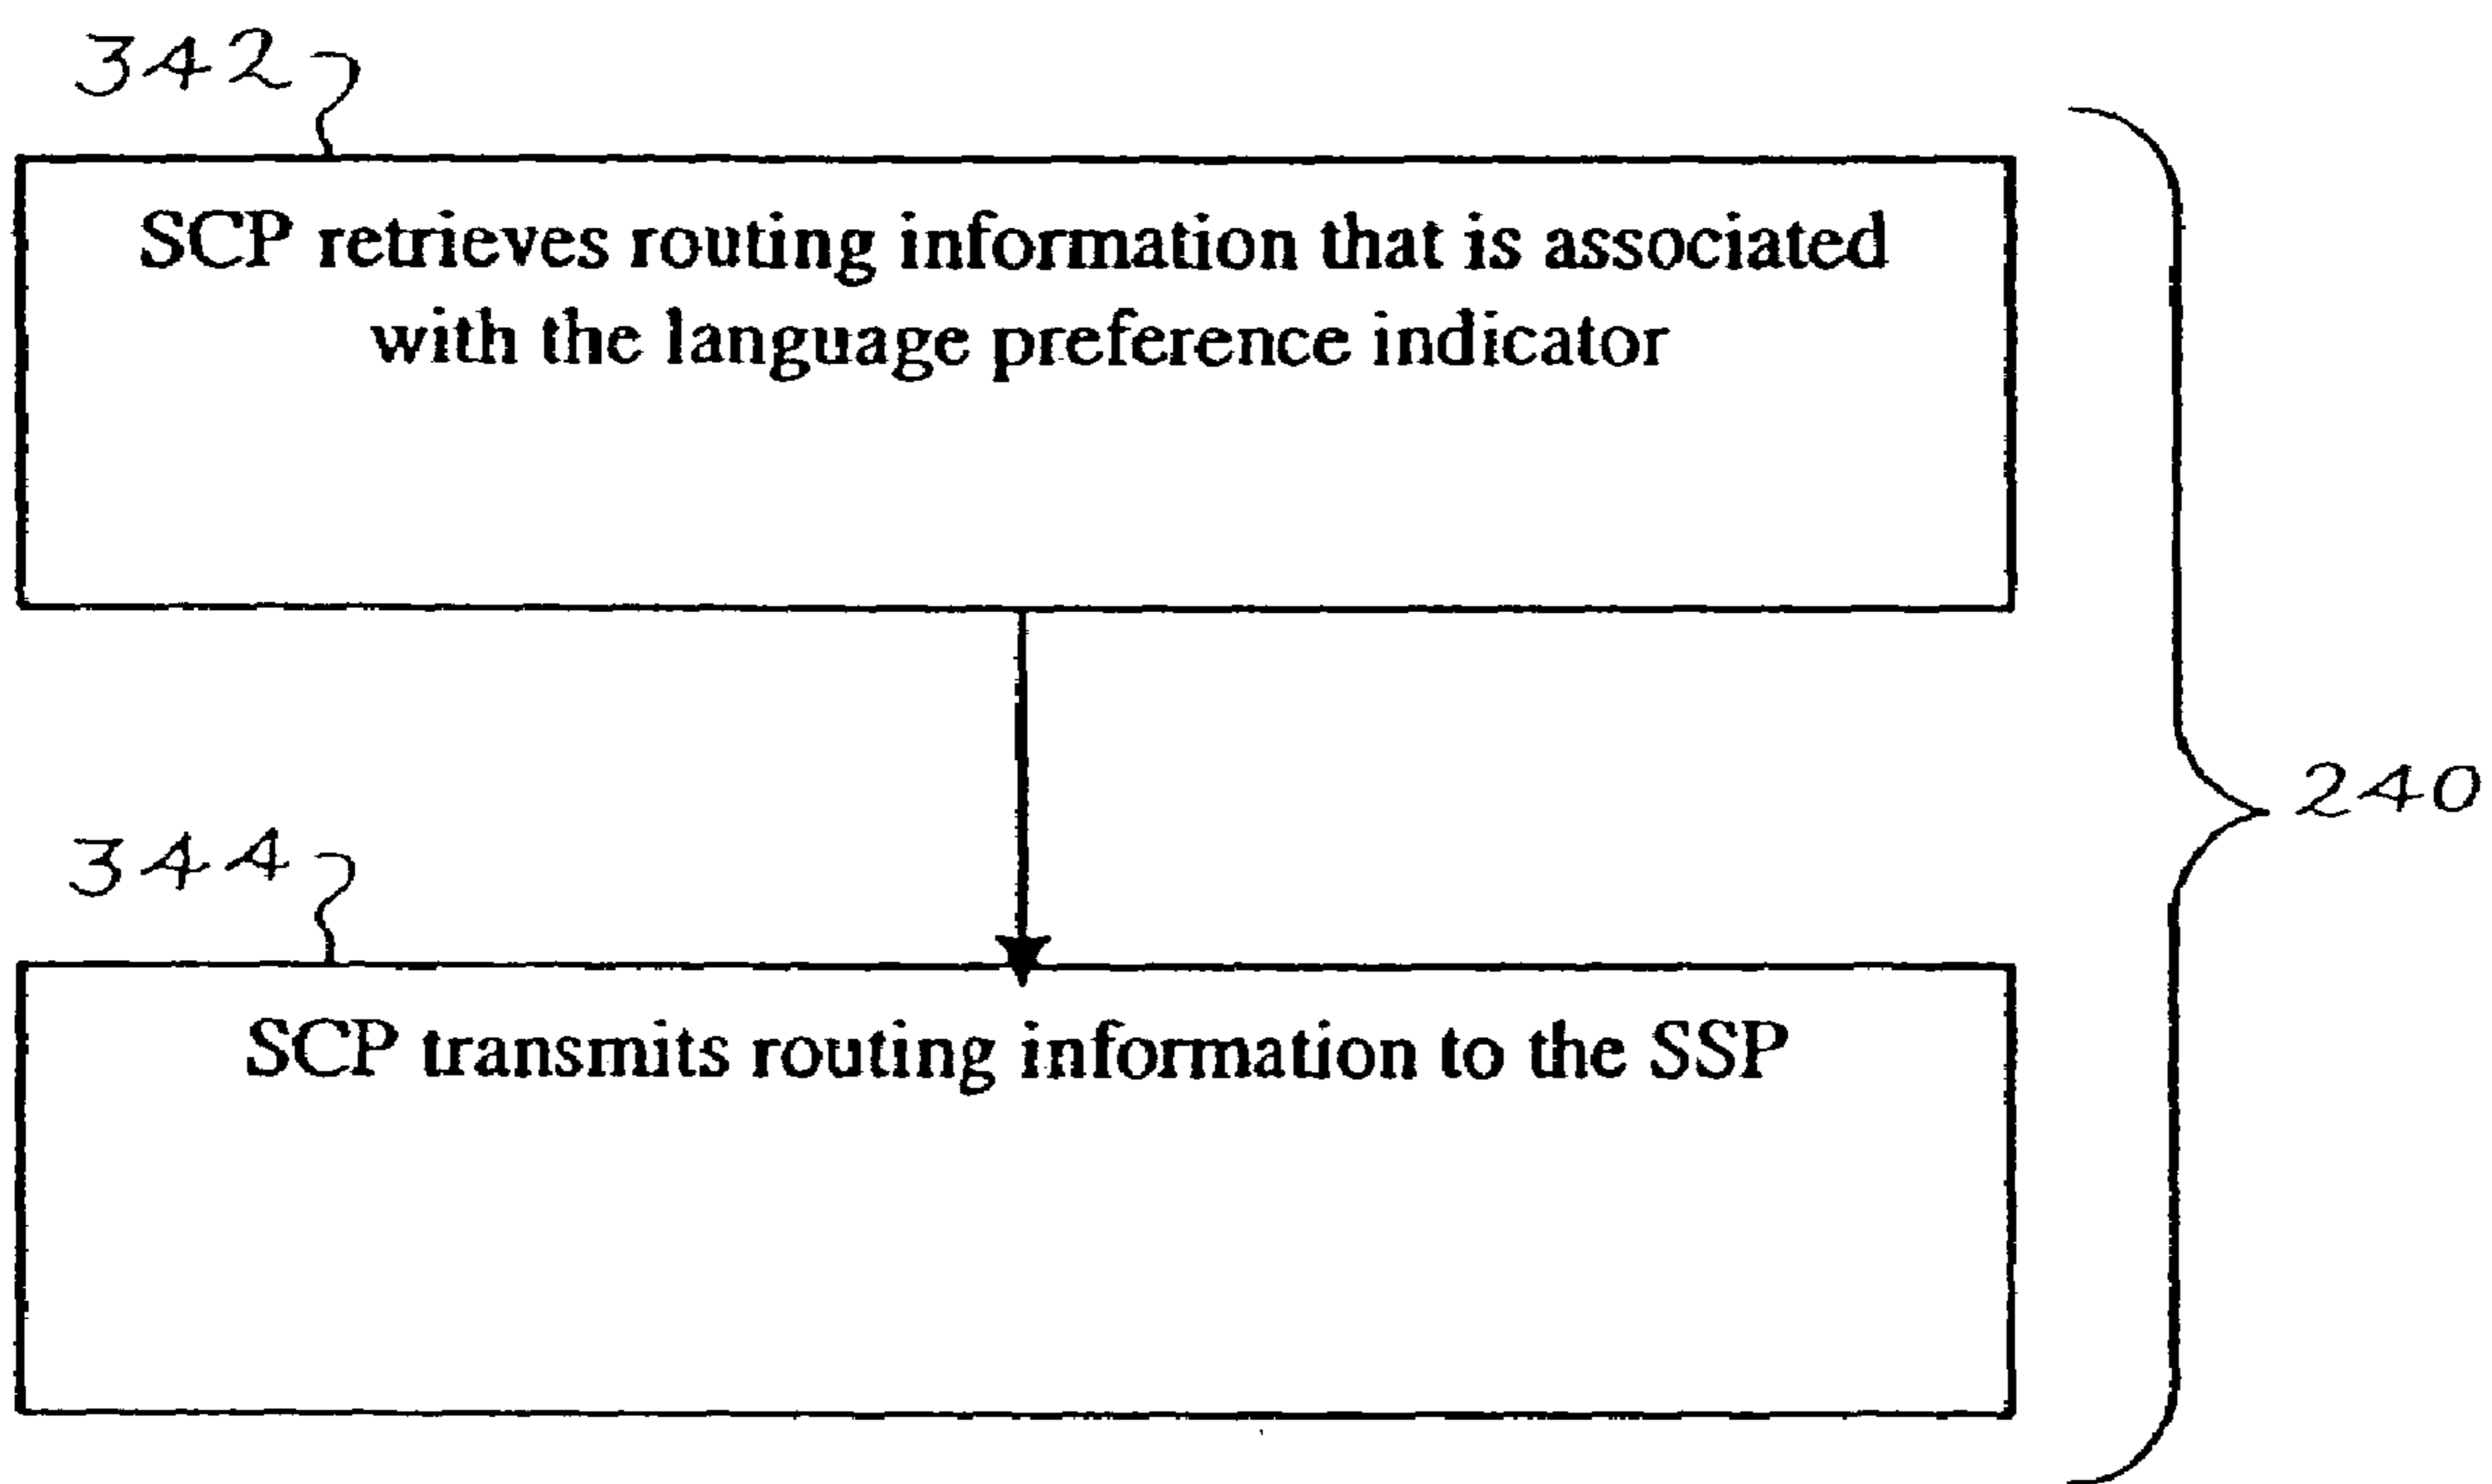 342
SCP retrieves routing information that is associated
with the language preference indicator
240
344
SCP transmits routing information to the SSP